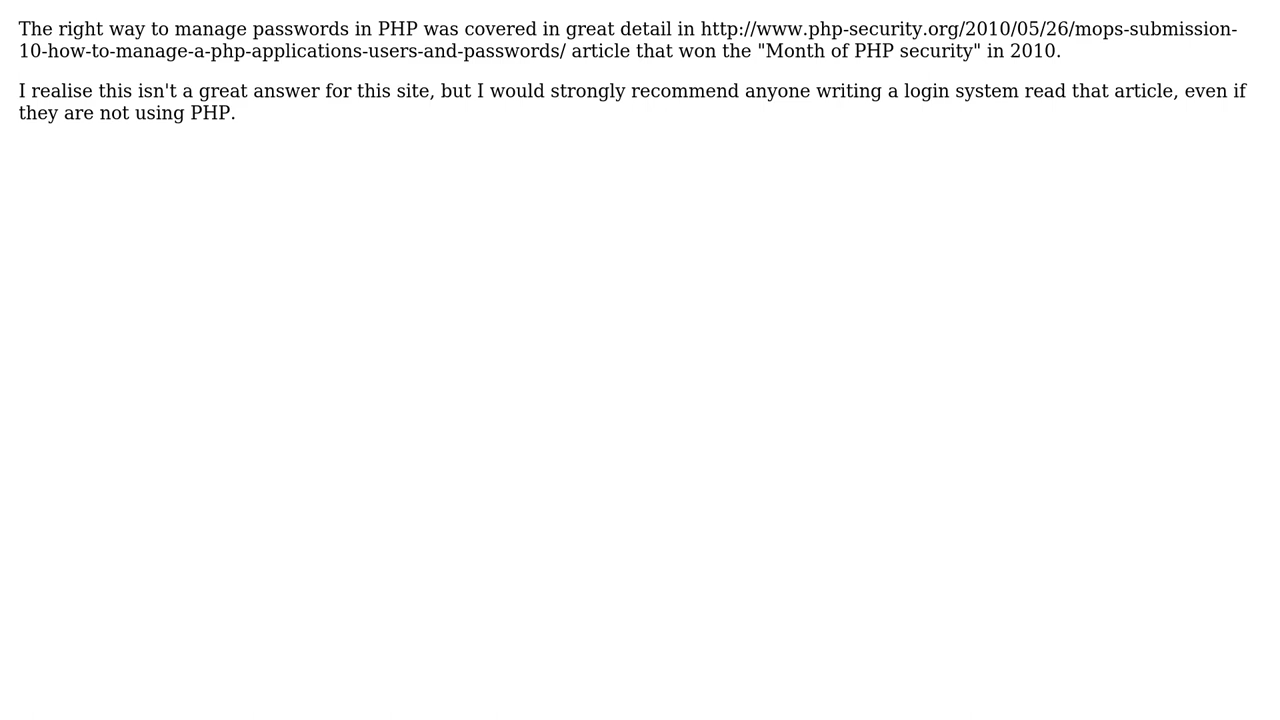 The right way to manage passwords in PHP was covered in great detail in http://www.php-security.org/2010/05/26/mops-submission-
10-how-to-manage-a-php-applications-users-and-passwords/ article that won the "Month of PHP security" in 2010.
I realise this isn't a great answer for this site, but I would strongly recommend anyone writing a login system read that article, even if
they are not using PHP.